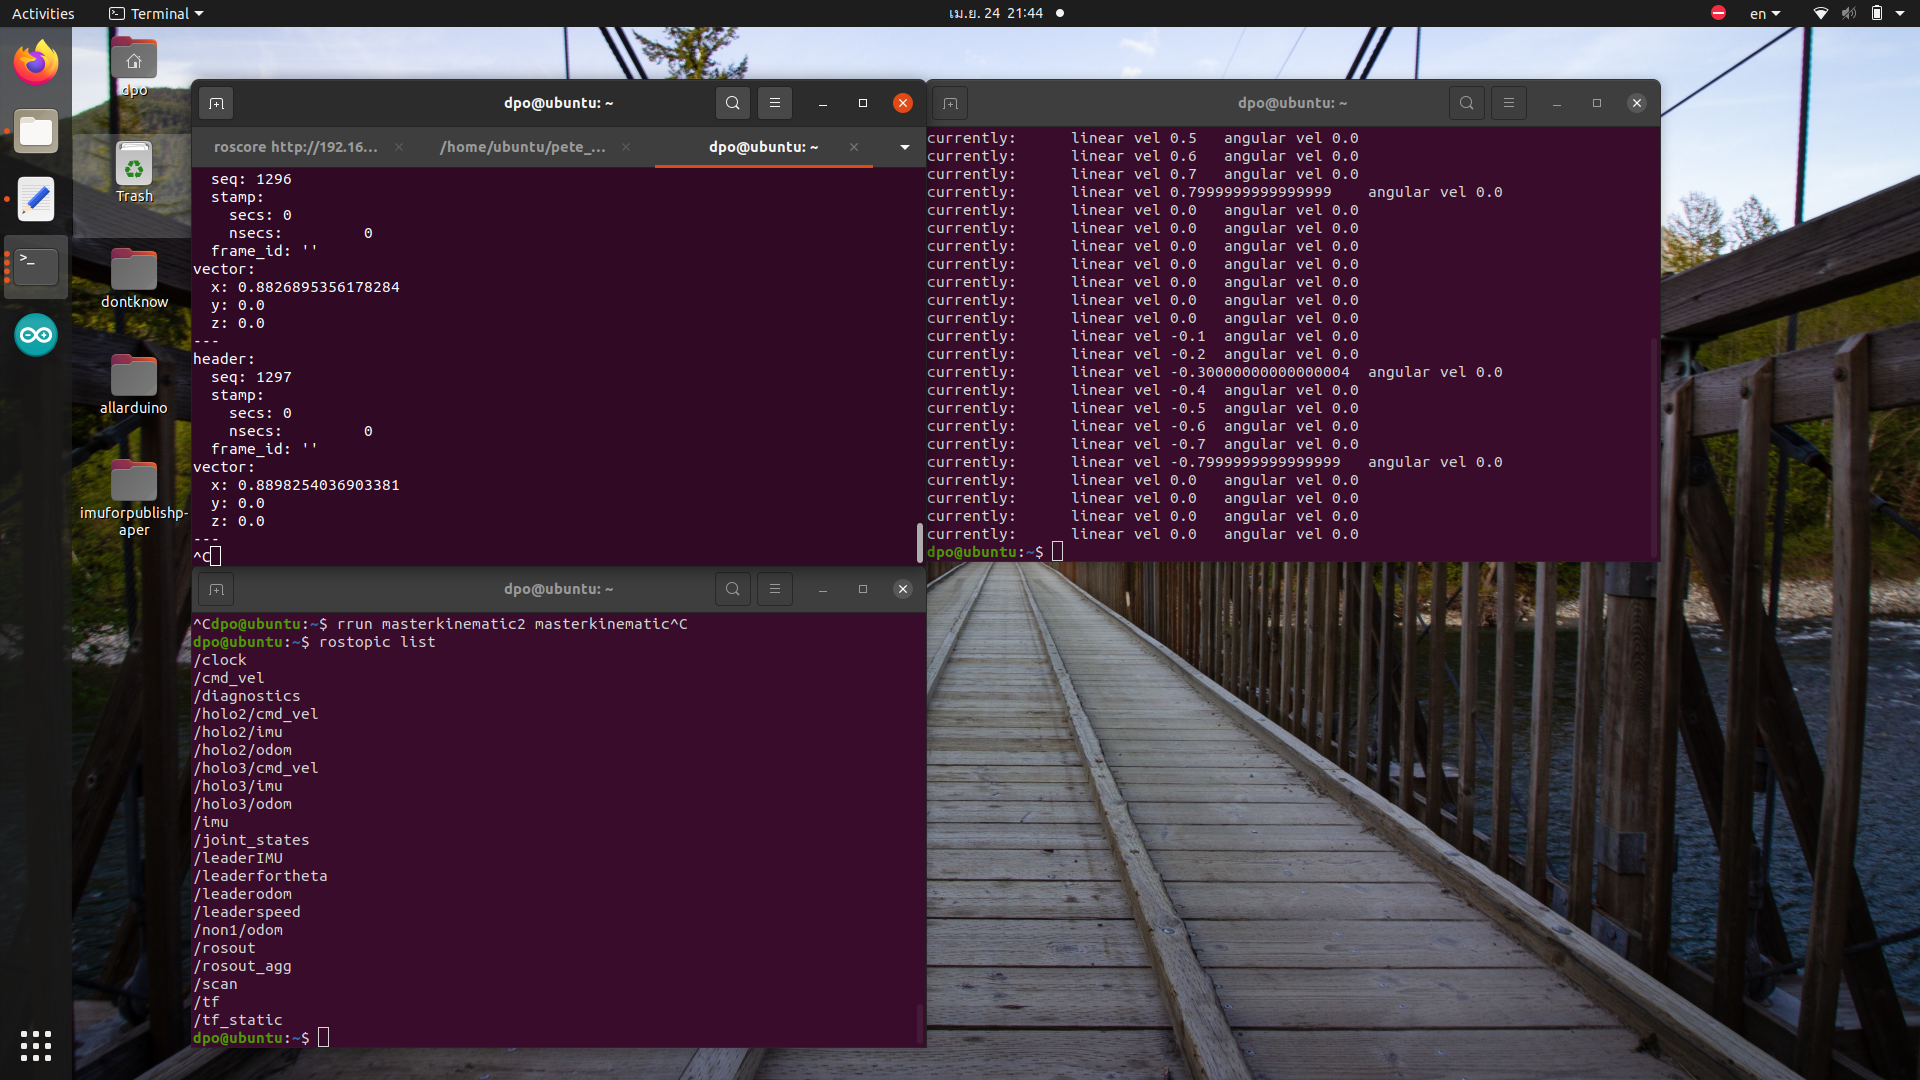 Activities
Terminal
เม.ย. 24 21:44
en
dpo
Trash
dontknow
allarduino
imuforpublishp-
aper
dpo@ubuntu: ~
roscore http://192.16...
/home/ubuntu/pete_...
dpo@ubuntu: ~
seq: 1296
stamp:
secs: 0
nsecs: 0
frame_id: ''
vector:
x: 0.8826895356178284
y: 0.0
z: 0.0
---
header:
seq: 1297
stamp:
secs: 0
nsecs: 0
frame_id: ''
vector:
x: 0.8898254036903381
y: 0.0
z: 0.0
---
^C
dpo@ubuntu: ~
currently: linear vel 0.5 angular vel 0.0
currently: linear vel 0.6 angular vel 0.0
currently: linear vel 0.7 angular vel 0.0
currently: linear vel 0.7999999999999999 angular vel 0.0
currently: linear vel 0.0 angular vel 0.0
currently: linear vel 0.0 angular vel 0.0
currently: linear vel 0.0 angular vel 0.0
currently: linear vel 0.0 angular vel 0.0
currently: linear vel 0.0 angular vel 0.0
currently: linear vel 0.0 angular vel 0.0
currently: linear vel 0.0 angular vel 0.0
currently: linear vel -0.1 angular vel 0.0
currently: linear vel -0.2 angular vel 0.0
currently: linear vel -0.30000000000000004 angular vel 0.0
currently: linear vel -0.4 angular vel 0.0
currently: linear vel -0.5 angular vel 0.0
currently: linear vel -0.6 angular vel 0.0
currently: linear vel -0.7 angular vel 0.0
currently: linear vel -0.7999999999999999 angular vel 0.0
currently: linear vel 0.0 angular vel 0.0
currently: linear vel 0.0 angular vel 0.0
currently: linear vel 0.0 angular vel 0.0
currently: linear vel 0.0 angular vel 0.0
dpo@ubuntu:~$
dpo@ubuntu: ~
^Cdpo@ubuntu:~$ rrun masterkinematic2 masterkinematic^C
dpo@ubuntu:~$ rostopic list
/clock
/cmd_vel
/diagnostics
/holo2/cmd_vel
/holo2/imu
/holo2/odom
/holo3/cmd_vel
/holo3/imu
/holo3/odom
/imu
/joint_states
/leaderIMU
/leaderfortheta
/leaderodom
/leaderspeed
/non1/odom
/rosout
/rosout_agg
/scan
/tf
/tf_static
dpo@ubuntu:~$